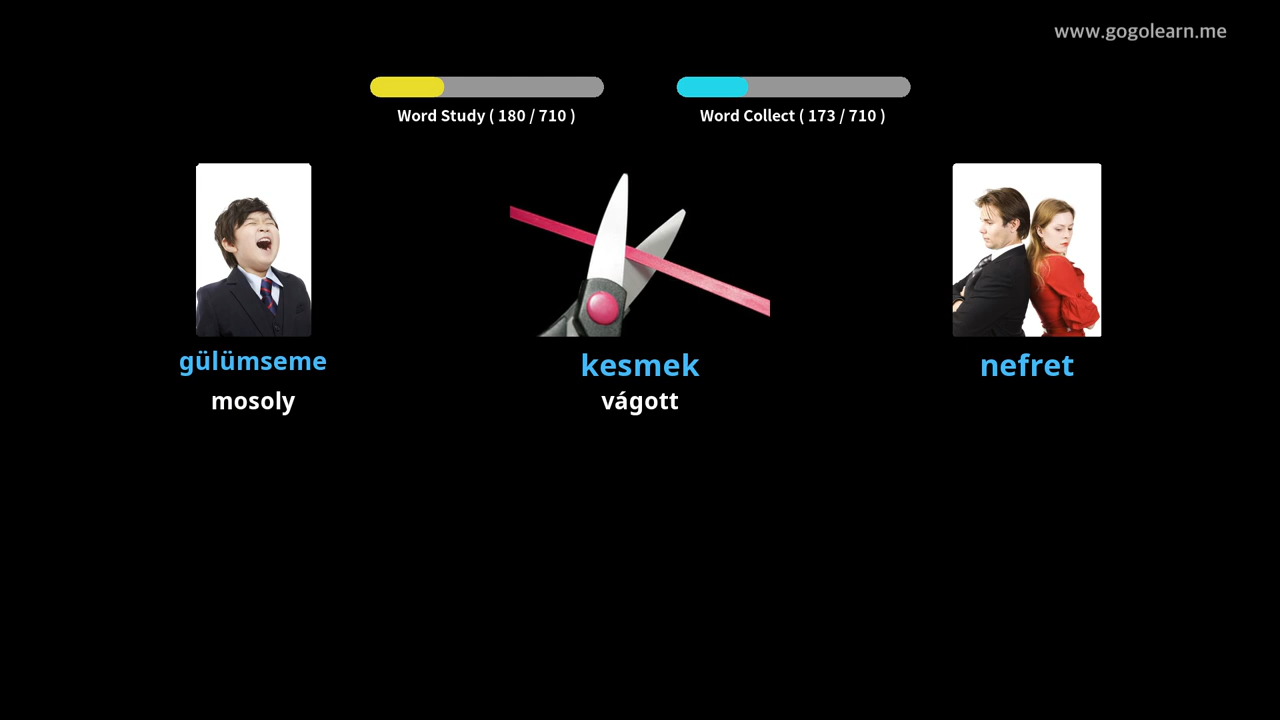 www.gogolearn.me
Word Study ( 180 / 710 )
Word Collect ( 173 / 710 )
gülümseme
mosoly
kesmek
vágott
nefret